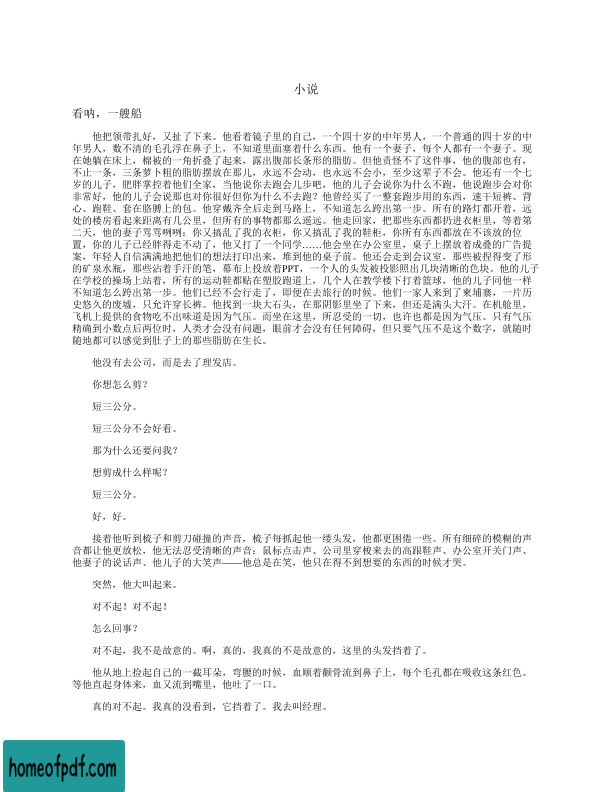 小说
看呐，一艘船
他把领带扎好，又扯了下来。他看着镜子里的自己，一个四十岁的中年男人，一个普通的四十岁的中
年男人，数不清的毛孔浮在鼻子上，不知道里面塞着什么东西。他有一个妻子，每个人都有一个妻子。现
在她躺在床上，棉被的一角折叠了起来，露出腹部长条形的脂肪。但他责怪不了这件事，他的腹部也有，
不止一条，三条萝卜粗的脂肪摆放在那儿，永远不会动，也永远不会小，至少这辈子不会。他还有一个七
岁的儿子，肥胖掌控着他们全家，当他说你去跑会儿步吧，他的儿子会说你为什么不跑，他说跑步会对你
非常好，他的儿子会说那也对你很好但你为什么不去跑？他曾经买了一整套跑步用的东西，速干短裤、背
心、跑鞋、套在胳膊上的包。他穿戴齐全后走到马路上，不知道怎么跨出第一步。所有的路灯都开着，远
处的楼房看起来距离有几公里，但所有的事物都那么遥远。他走回家，把那些东西都扔进衣柜里，等着第
二天，他的妻子骂骂咧咧：你又搞乱了我的衣柜，你又搞乱了我的鞋柜，你所有东西都放在不该放的位
置，你的儿子已经胖得走不动了，他又打了一个同学……他会坐在办公室里，桌子上摆放着成叠的广告提
案，年轻人自信满满地把他们的想法打印出来，堆到他的桌子前。他还会走到会议室，那些被捏得变了形
的矿泉水瓶，那些沾着手汗的笔，幕布上投放着PPT，一个人的头发被投影照出几块清晰的色块。他的儿子
在学校的操场上站着，所有的运动鞋都贴在塑胶跑道上，几个人在教学楼下打着篮球，他的儿子同他一样
不知道怎么跨出第一步。他们已经不会行走了，即便在去旅行的时候。他们一家人来到了柬埔寨，一片历
史悠久的废墟，只允许穿长裤。他找到一块大石头，在那阴影里坐了下来，但还是满头大汗。在机舱里，
飞机上提供的食物吃不出味道是因为气压。而坐在这里，所忍受的一切，也许也都是因为气压。只有气压
精确到小数点后两位时，人类才会没有问题，眼前才会没有任何障碍，但只要气压不是这个数字，就随时
随地都可以感觉到肚子上的那些脂肪在生长。
他没有去公司，而是去了理发店。
你想怎么剪？
短三公分。
短三公分不会好看。
那为什么还要问我？
想剪成什么样呢？
短三公分。
好，好。
接着他听到梳子和剪刀碰撞的声音，梳子每抓起他一缕头发，他都更困倦一些。所有细碎的模糊的声
音都让他更放松，他无法忍受清晰的声音：鼠标点击声、公司里穿梭来去的高跟鞋声、办公室开关门声、
他妻子的说话声、他儿子的大笑声——他总是在笑，他只在得不到想要的东西的时候才哭。
突然，他大叫起来。
对不起！对不起！
怎么回事？
对不起，我不是故意的。啊，真的，我真的不是故意的，这里的头发挡着了。
他从地上捡起自己的一截耳朵，弯腰的时候，血顺着颧骨流到鼻子上，每个毛孔都在吸收这条红色。
等他直起身体来，血又流到嘴里，他吐了一口。
真的对不起。我真的没看到，它挡着了。我去叫经理。
homeofpdf.com